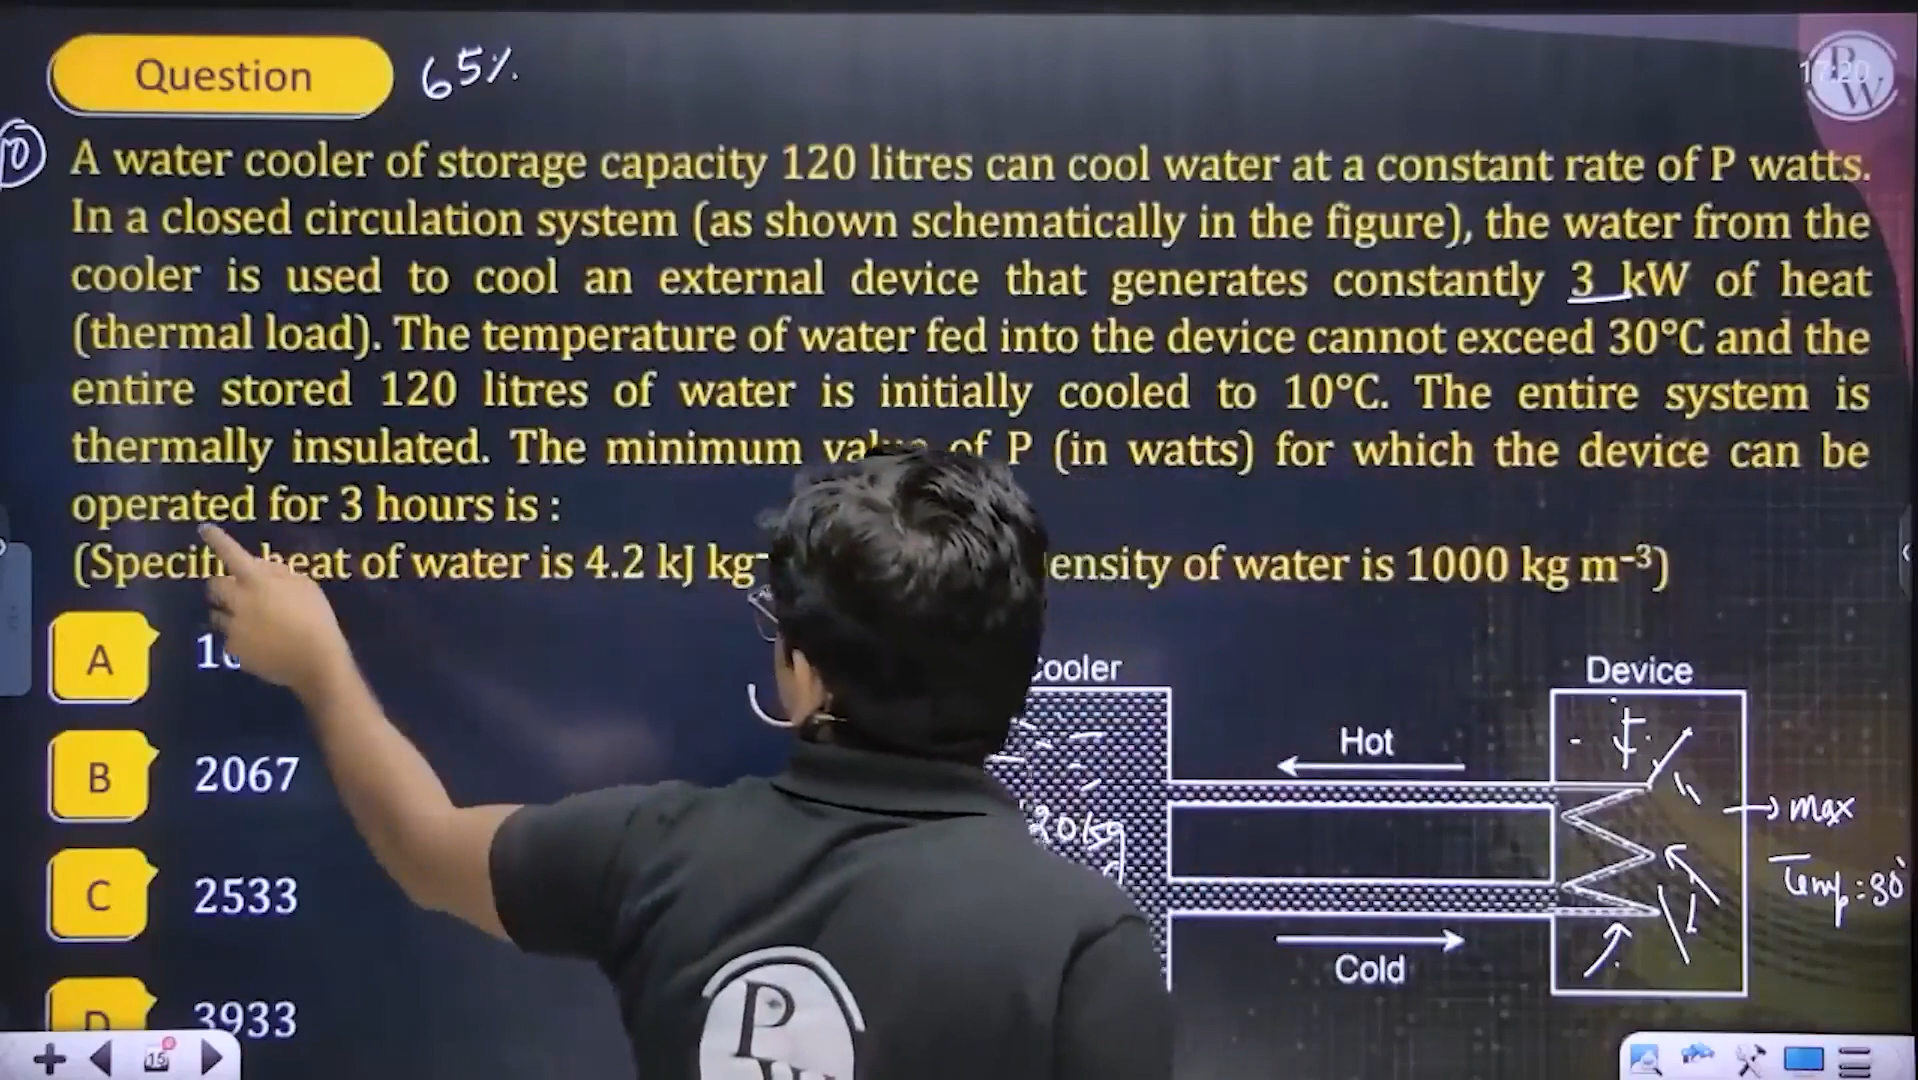 Question 65%
17:20
PW
10 A water cooler of storage capacity 120 litres can cool water at a constant rate of P watts.
In a closed circulation system (as shown schematically in the figure), the water from the
cooler is used to cool an external device that generates constantly 3 kW of heat
(thermal load). The temperature of water fed into the device cannot exceed 30°C and the
entire stored 120 litres of water is initially cooled to 10°C. The entire system is
thermally insulated. The minimum of P (in watts) for which the device can be
operated for 3 hours is :
heat of water is 4.2 kJ kg of water is 1000 kg m⁻³)
A
B 2067
C 2533
D 3933
Device
Hot
Cold
max
Temp: 30°
15
PW